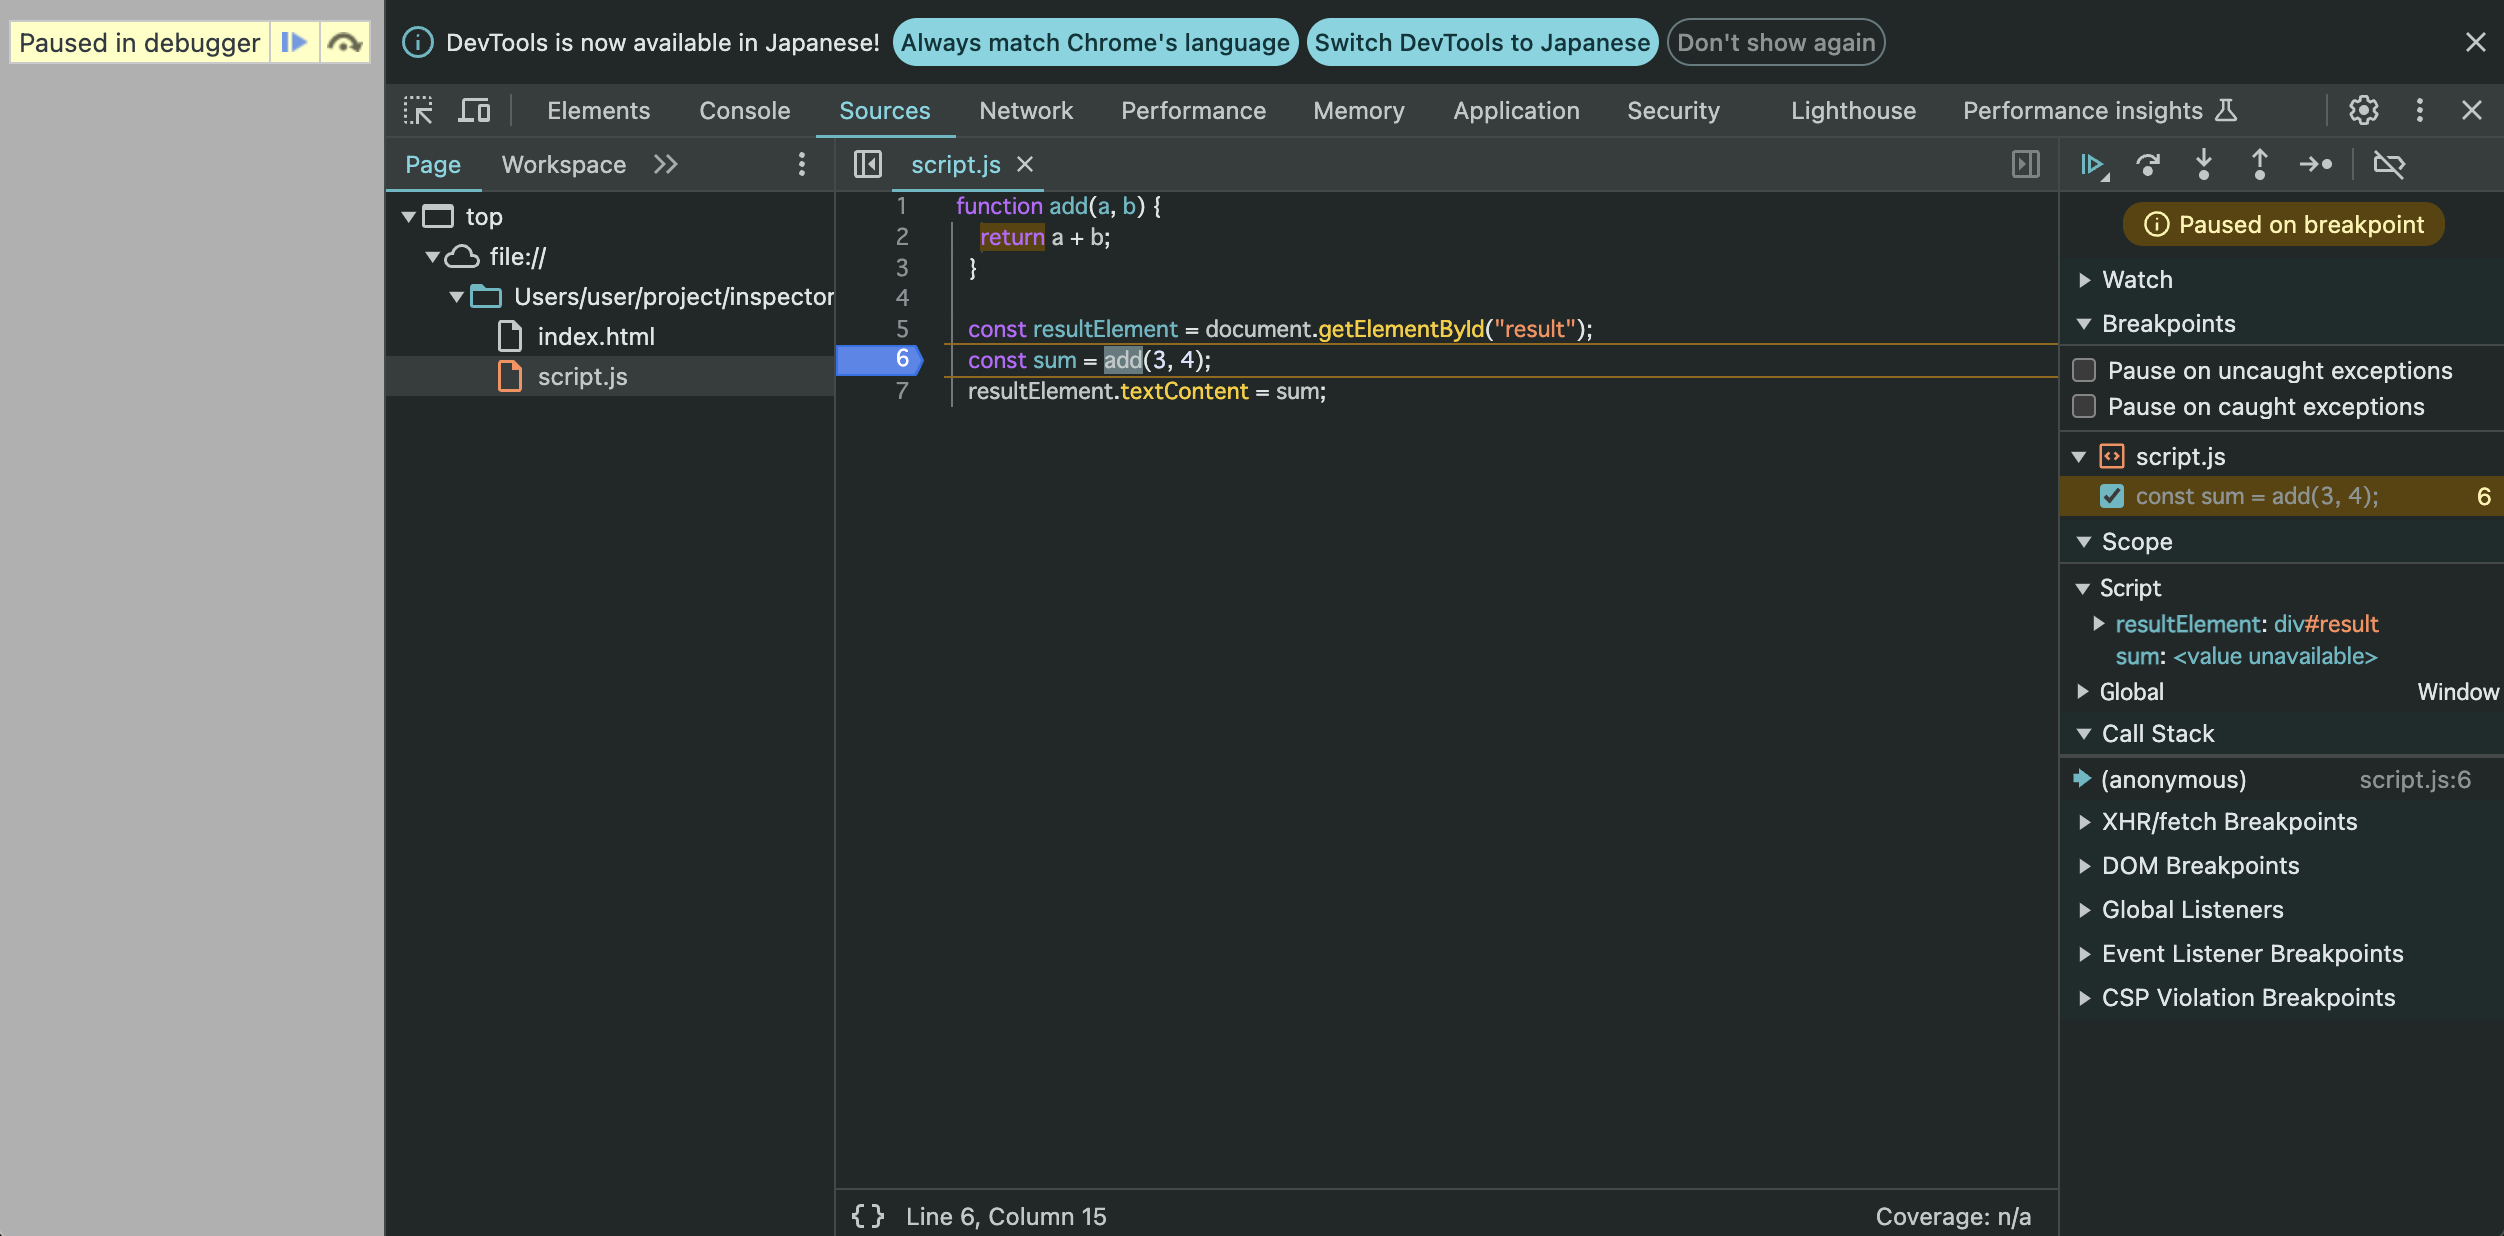 Paused in debugger
DevTools is now available in Japanese! Always match Chrome's language Switch DevTools to Japanese Don't show again
Elements Console Sources Network Performance Memory Application Security Lighthouse Performance insights
Page Workspace
top
file://
Users/user/project/inspector
index.html
script.js
script.js
1 function add(a, b) {
2 return a + b;
3 }
4
5 const resultElement = document.getElementById("result");
6 const sum = add(3, 4);
7 resultElement.textContent = sum;
{ } Line 6, Column 15 Coverage: n/a
Paused on breakpoint
Watch
Breakpoints
Pause on uncaught exceptions
Pause on caught exceptions
script.js
const sum = add(3, 4); 6
Scope
Script
resultElement: div#result
sum: <value unavailable>
Global Window
Call Stack
(anonymous) script.js:6
XHR/fetch Breakpoints
DOM Breakpoints
Global Listeners
Event Listener Breakpoints
CSP Violation Breakpoints